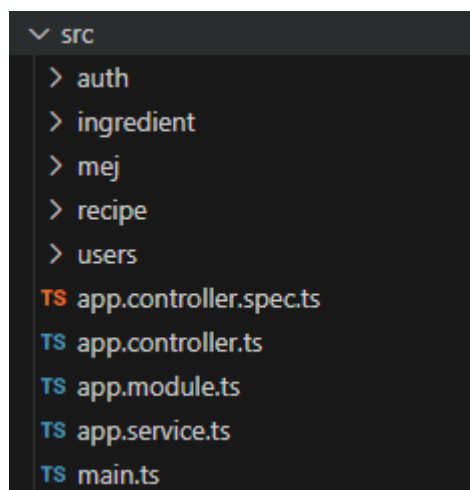 src
auth
ingredient
mej
recipe
users
TS app.controller.spec.ts
TS app.controller.ts
TS app.module.ts
TS app.service.ts
TS main.ts